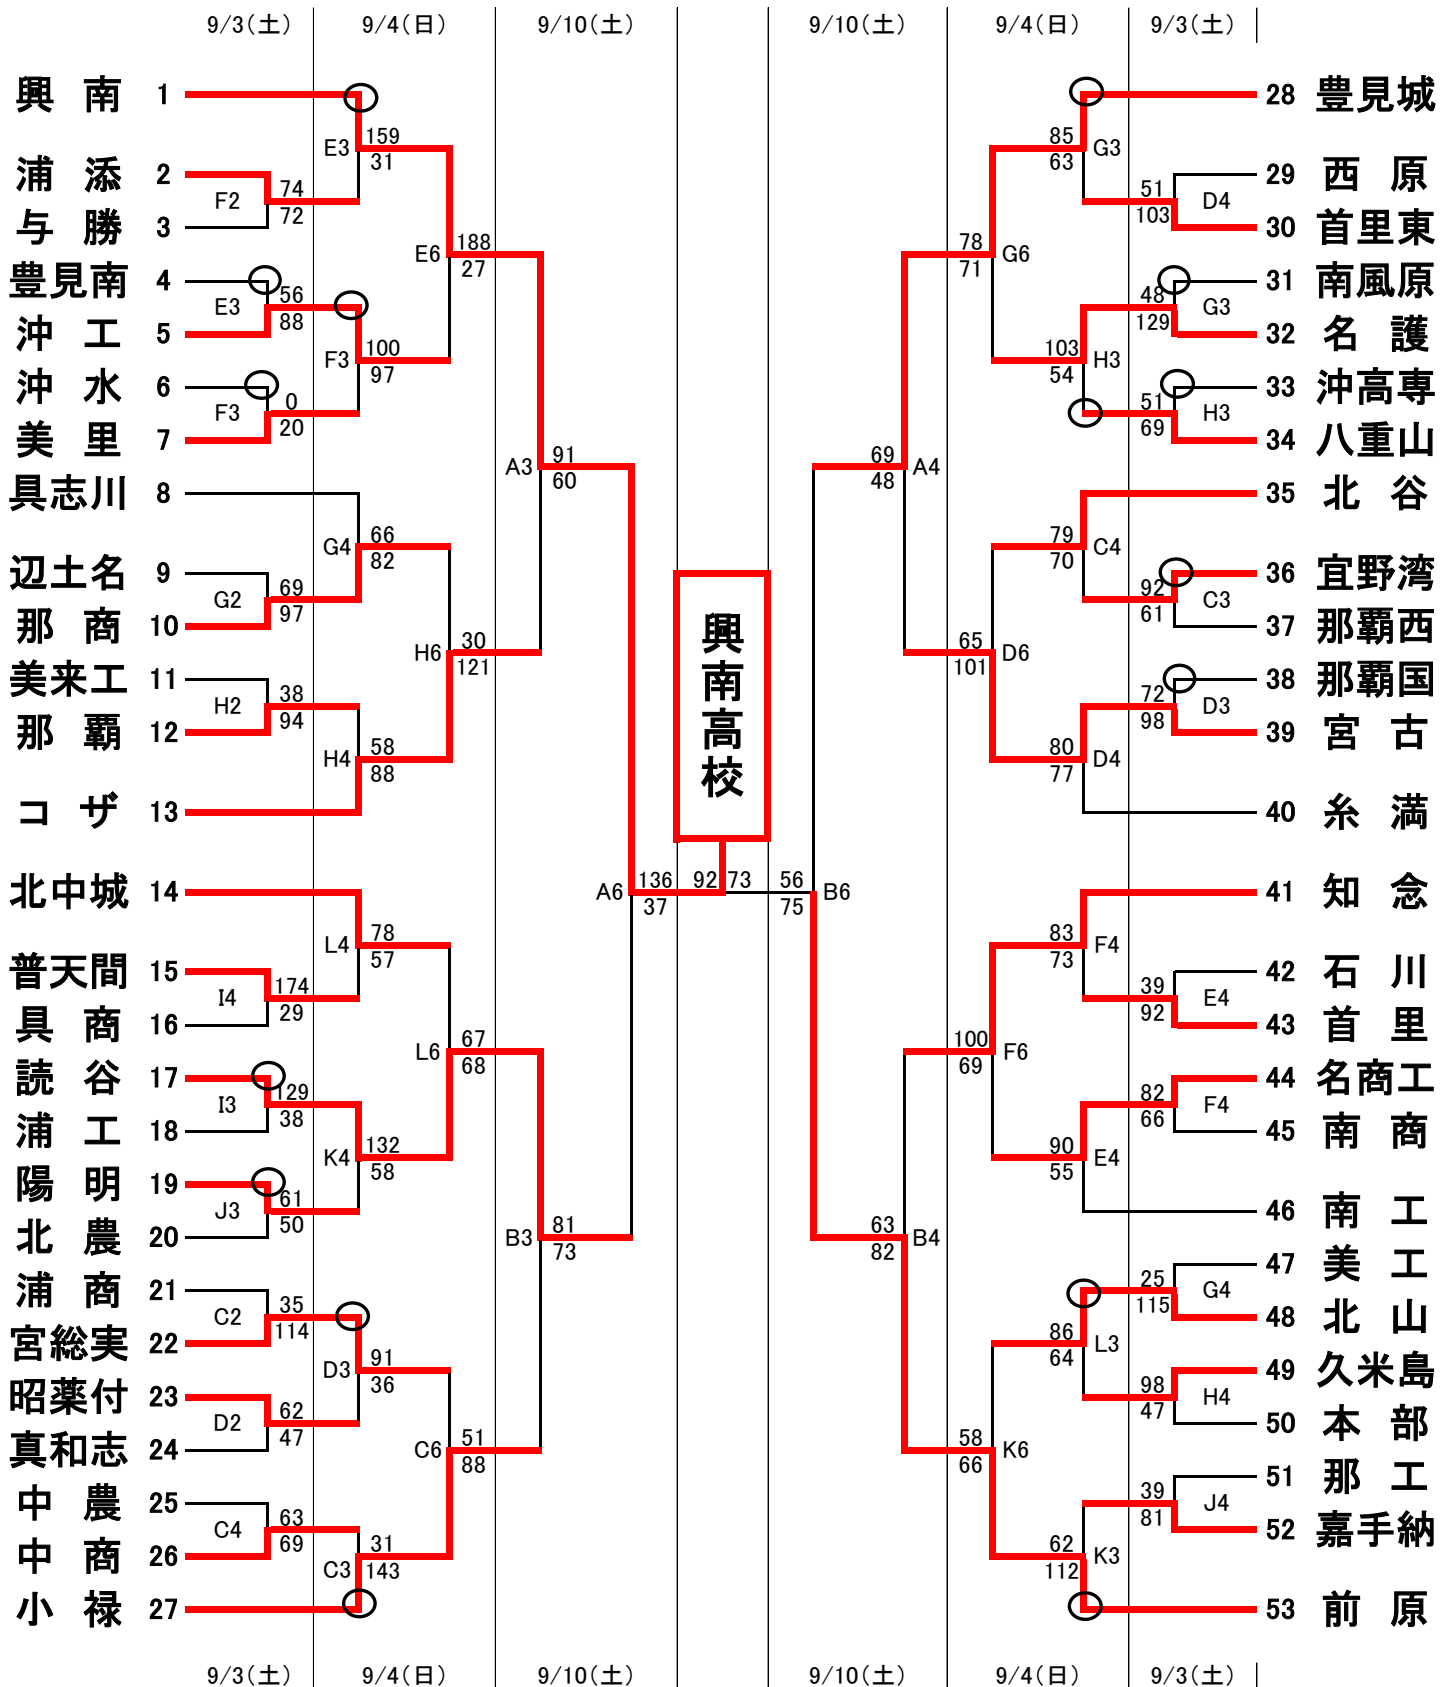 9/3(土) 9/4(日) 9/10(土) 9/10(土) 9/4(日) 9/3(土)
興南 1
E3 159 31
浦添 2
F2 74 72
与勝 3
E6 188 27
豊見南 4
E3 56 88
沖工 5
F3 100 97
沖水 6
F3 0 20
美里 7
A3 91 60
具志川 8
G4 66 82
辺土名 9
G2 69 97
那商 10
H6 30 121
美来工 11
H2 38 94
那覇 12
H4 58 88
コザ 13
A6 136 37
北中城 14
L4 78 57
普天間 15
I4 174 29
具商 16
L6 67 68
読谷 17
I3 129 38
浦工 18
K4 132 58
陽明 19
J3 61 50
北農 20
B3 81 73
浦商 21
C2 35 114
宮総実 22
D3 91 36
昭薬付 23
D2 62 47
真和志 24
C6 51 88
中農 25
C4 63 69
中商 26
C3 31 143
小禄 27
興南高校
92 73
28 豊見城
85 63 G3
29 西原
51 103 D4
30 首里東
78 71 G6
31 南風原
48 129 G3
32 名護
103 54 H3
33 沖高専
51 69 H3
34 八重山
69 48 A4
35 北谷
79 70 C4
36 宜野湾
92 61 C3
37 那覇西
65 101 D6
38 那覇国
72 98 D3
39 宮古
80 77 D4
40 糸満
56 75 B6
41 知念
83 73 F4
42 石川
39 92 E4
43 首里
100 69 F6
44 名商工
82 66 F4
45 南商
90 55 E4
46 南工
63 82 B4
47 美工
25 115 G4
48 北山
86 64 L3
49 久米島
98 47 H4
50 本部
58 66 K6
51 那工
39 81 J4
52 嘉手納
62 112 K3
53 前原
9/3(土) 9/4(日) 9/10(土) 9/10(土) 9/4(日) 9/3(土)